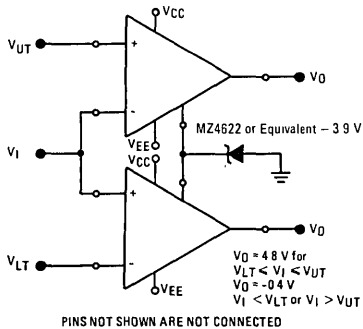 VCC
VUT
+
VO
-
MZ4622 or Equivalent – 3 9 V
VEE
VI
VCC
+
VO
VLT
-
VO = 4 8 V for
VLT ≤ VI ≤ VUT
VO = -0 4 V
VI < VLT or VI > VUT
VEE
PINS NOT SHOWN ARE NOT CONNECTED